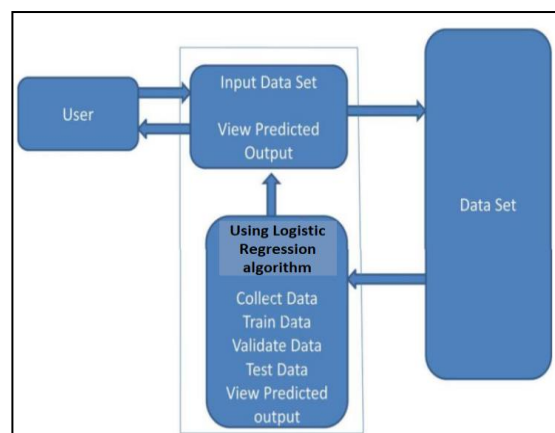 User
Input Data Set
View Predicted
Output
Data Set
Using Logistic
Regression
algorithm
Collect Data
Train Data
Validate Data
Test Data
View Predicted
output